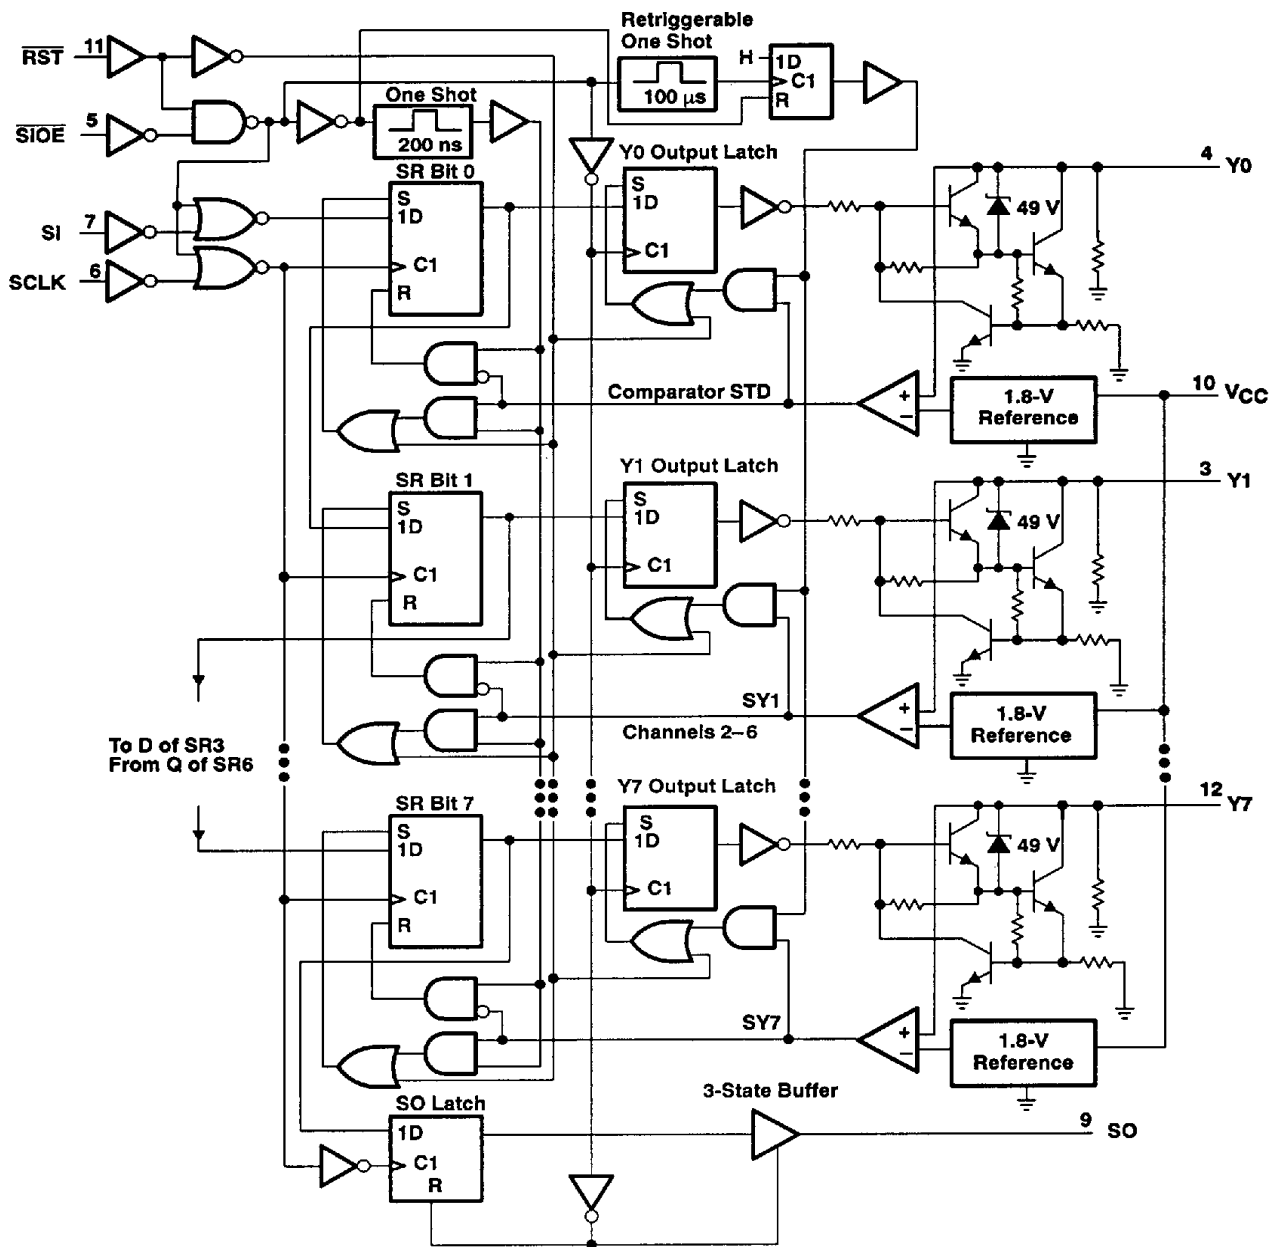 Retriggerable
One Shot
RST
11
H
1D
C1
R
100 µs
One Shot
200 ns
SIOE
5
SI
7
SCLK
6
SR Bit 0
S
1D
C1
R
Y0 Output Latch
S
1D
C1
49 V
4
Y0
Comparator STD
+
–
1.8-V
Reference
10
VCC
SR Bit 1
S
1D
C1
R
Y1 Output Latch
S
1D
C1
49 V
3
Y1
SY1
+
–
1.8-V
Reference
Channels 2–6
To D of SR3
From Q of SR6
SR Bit 7
S
1D
C1
R
Y7 Output Latch
S
1D
C1
49 V
12
Y7
SY7
+
–
1.8-V
Reference
SO Latch
1D
C1
R
3-State Buffer
9
SO